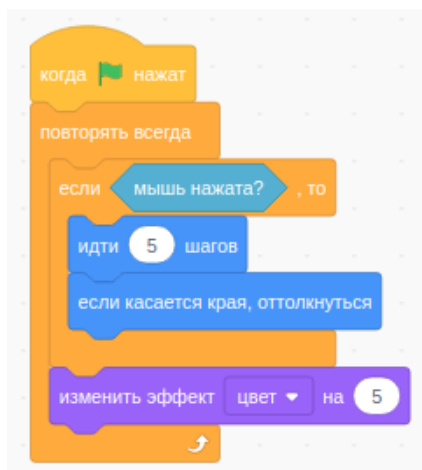 когда нажат
повторять всегда
если мышь нажата? , то
идти 5 шагов
если касается края, оттолкнуться
изменить эффект цвет на 5